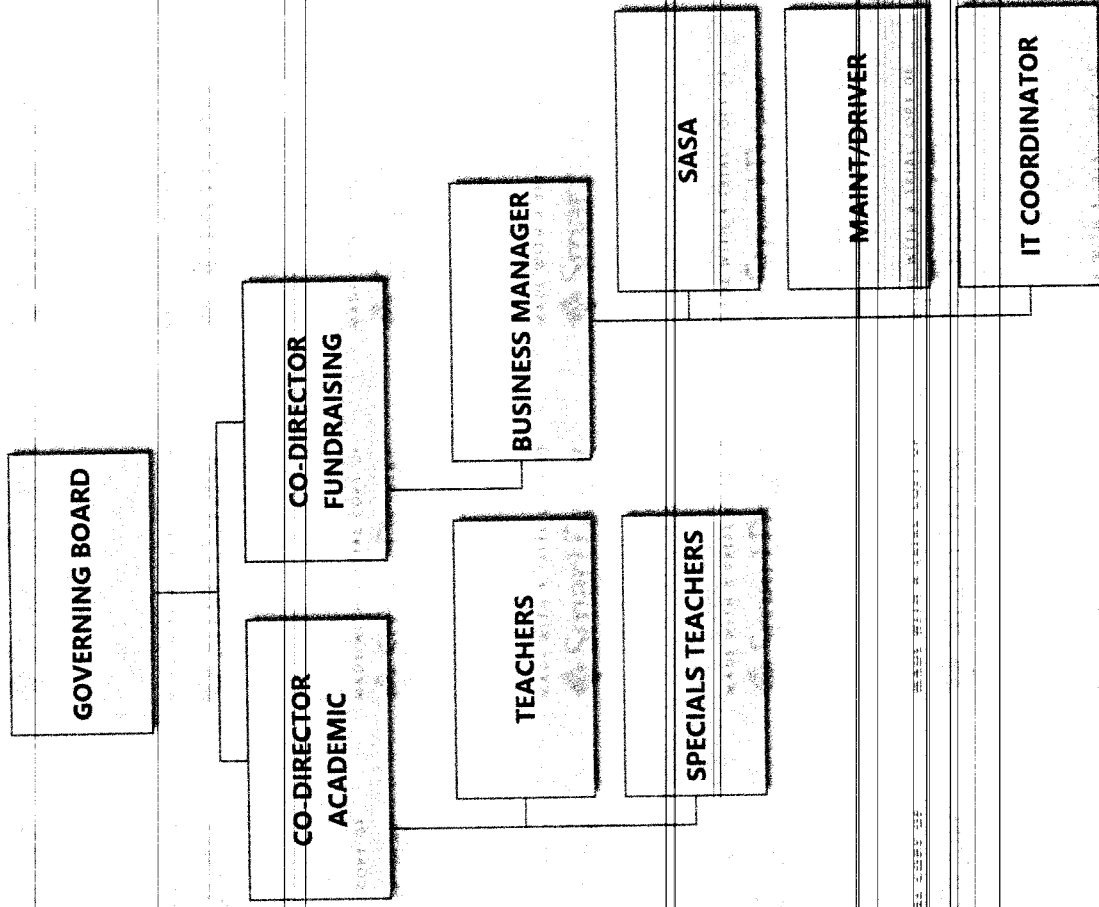 GOVERNING BOARD
CO-DIRECTOR
ACADEMIC
CO-DIRECTOR
FUNDRAISING
TEACHERS
SPECIALS TEACHERS
BUSINESS MANAGER
SASA
MAINT/DRIVER
IT COORDINATOR